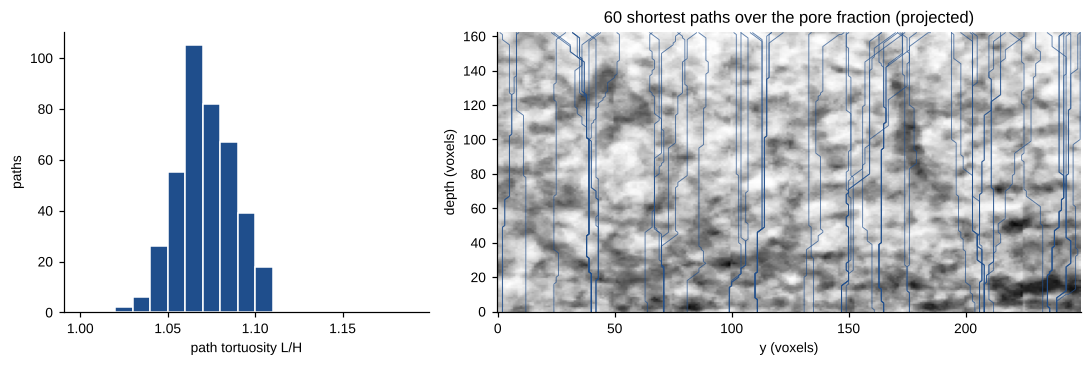 paths
100
80
60
40
20
0
1.00 1.05 1.10 1.15
path tortuosity L/H
60 shortest paths over the pore fraction (projected)
depth (voxels)
160
140
120
100
80
60
40
20
0
0 50 100 150 200
y (voxels)